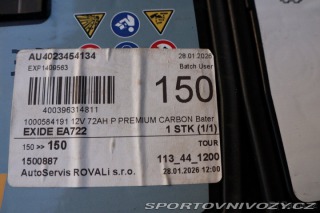 AU4023454134
EXP1409563
28.01.2026
Batch User
150
400396314811
1000584191 12V 72AH P PREMIUM CARBON Bater
EXIDE EA722
1 STK (1/1)
150 >> 150
TOUR
1500887
113_44_1200
AutoServis ROVALi s.r.o.
28.01.2026 12:00
SPORTOVNIVOZY.CZ